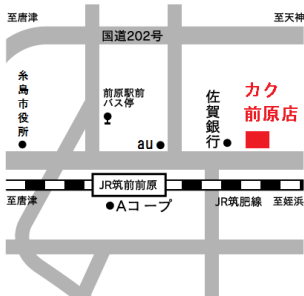 至唐津
至天神
国道202号
糸島市役所
前原駅前
バス停
au
佐賀銀行
カク
前原店
JR筑前前原
至唐津
JR筑肥線
至姪浜
Aコープ